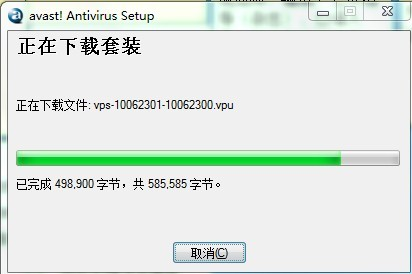 avast! Antivirus Setup
正在下载套装
正在下载文件: vps-10062301-10062300.vpu
已完成 498,900 字节，共 585,585 字节。
取消(C)